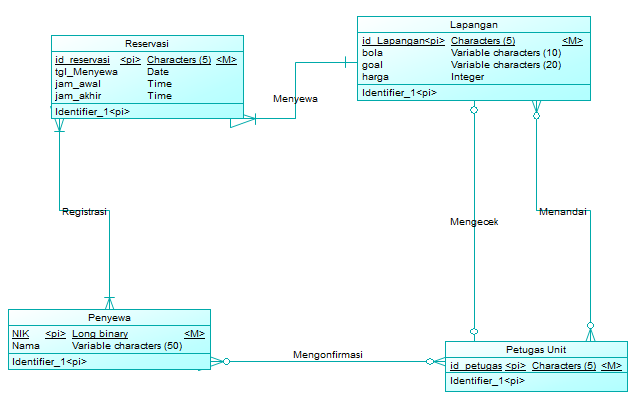 Lapangan
id_Lapangan<pi> Characters (5) <M>
bola Variable characters (10)
goal Variable characters (20)
harga Integer
Identifier_1<pi>
Reservasi
id_reservasi <pi> Characters (5) <M>
tgl_Menyewa Date
jam_awal Time
jam_akhir Time
Identifier_1<pi>
Menyewa
Registrasi
Mengecek
Menandai
Penyewa
NIK <pi> Long binary <M>
Nama Variable characters (50)
Identifier_1<pi>
Mengonfirmasi
Petugas Unit
id_petugas <pi> Characters (5) <M>
Identifier_1<pi>